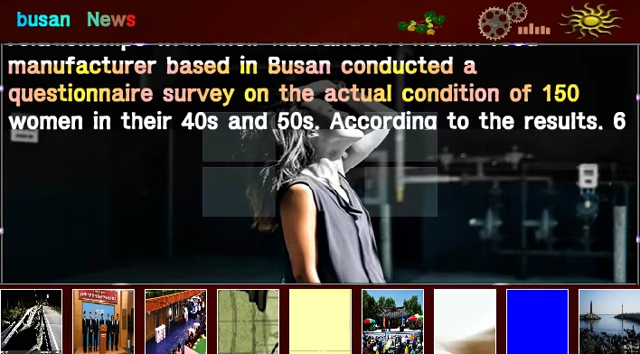 busan News
manufacturer based in Busan conducted a
questionnaire survey on the actual condition of 150
women in their 40s and 50s. According to the results, 6